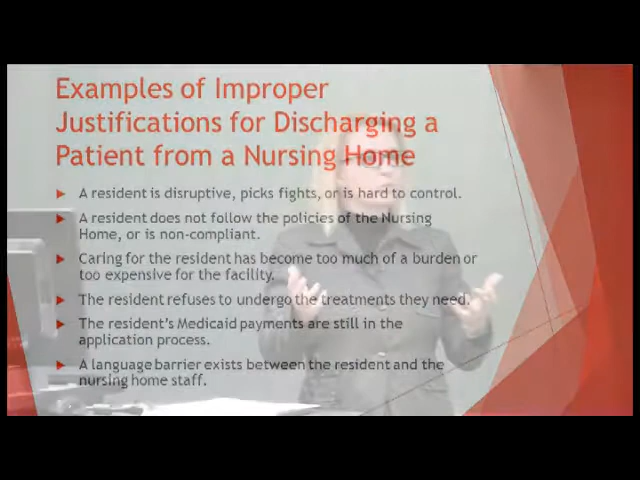 Examples of Improper
Justifications for Discharging a
Patient from a Nursing Home
A resident is disruptive, picks fights, or is hard to control.
A resident does not follow the policies of the Nursing
Home, or is non-compliant.
Caring for the resident has become too much of a burden or
too expensive for the facility.
The resident refuses to undergo the treatments they need.
The resident's Medicaid payments are still in the
application process.
A language barrier exists between the resident and the
nursing home staff.